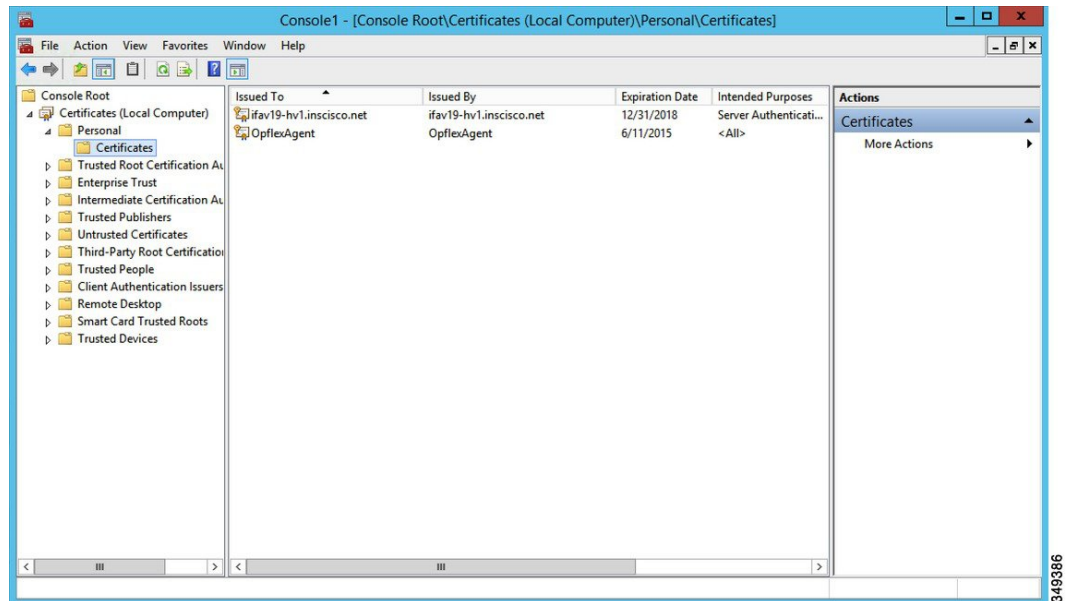 Console1 - [Console Root\Certificates (Local Computer)\Personal\Certificates]
File Action View Favorites Window Help
Console Root
Certificates (Local Computer)
Personal
Certificates
Trusted Root Certification Au
Enterprise Trust
Intermediate Certification Au
Trusted Publishers
Untrusted Certificates
Third-Party Root Certification
Trusted People
Client Authentication Issuers
Remote Desktop
Smart Card Trusted Roots
Trusted Devices
Issued To Issued By Expiration Date Intended Purposes
ifav19-hv1.inscisco.net ifav19-hv1.inscisco.net 12/31/2018 Server Authenticati...
OpflexAgent OpflexAgent 6/11/2015 <All>
Actions
Certificates
More Actions
349386